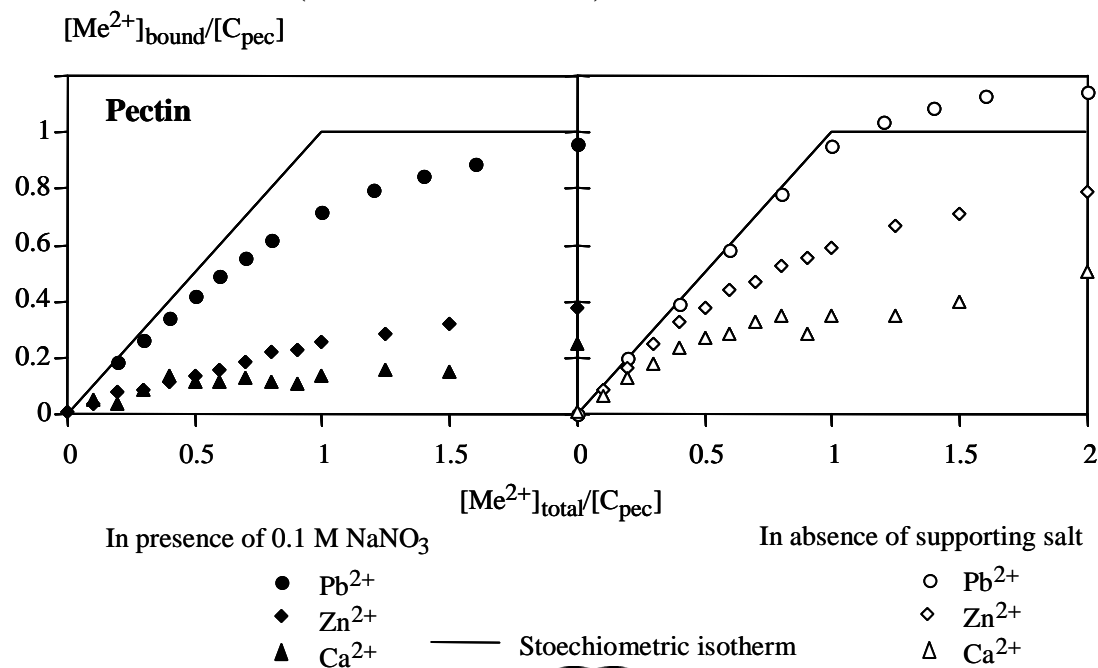 [Me2+]bound/[Cpec]
Pectin
1
0.8
0.6
0.4
0.2
0
0 0.5 1 1.5 0 0.5 1 1.5 2
[Me2+]total/[Cpec]
In presence of 0.1 M NaNO3
Pb2+
Zn2+
Ca2+
In absence of supporting salt
Pb2+
Zn2+
Ca2+
Stoechiometric isotherm